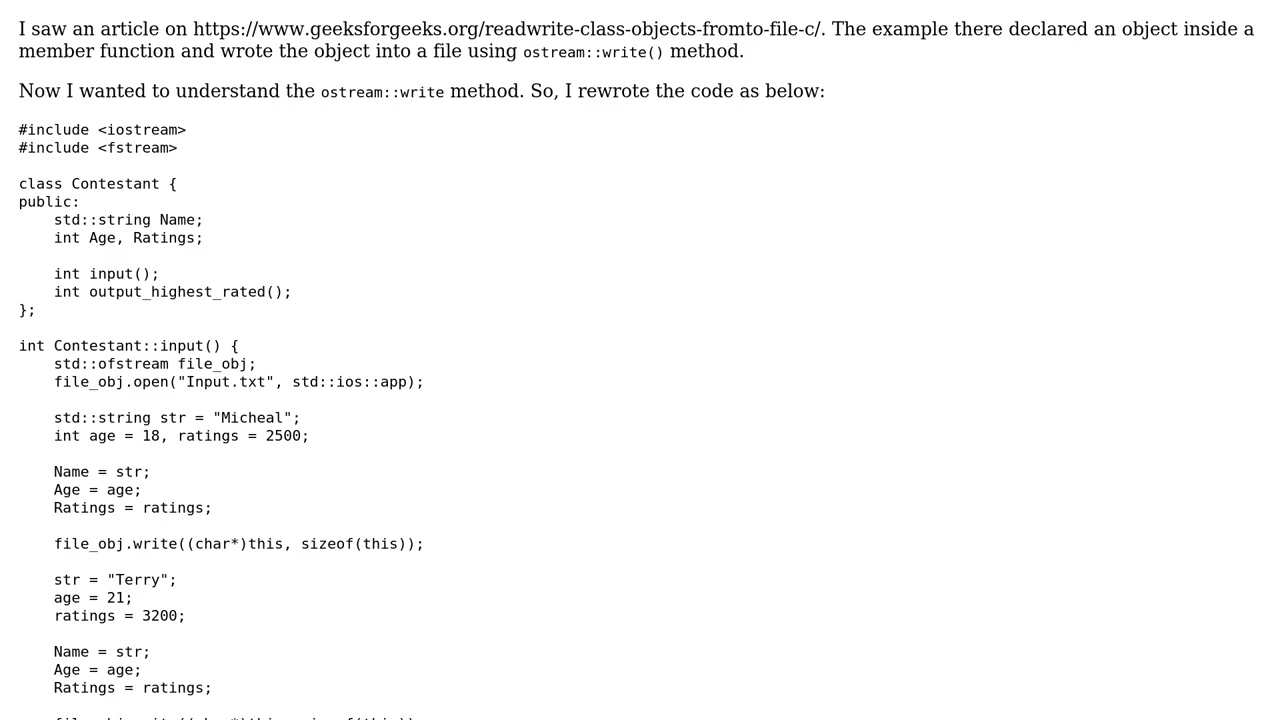 I saw an article on https://www.geeksforgeeks.org/readwrite-class-objects-fromto-file-c/. The example there declared an object inside a
member function and wrote the object into a file using ostream::write() method.
Now I wanted to understand the ostream::write method. So, I rewrote the code as below:
#include <iostream>
#include <fstream>
class Contestant {
public:
    std::string Name;
    int Age, Ratings;
    int input();
    int output_highest_rated();
};
int Contestant::input() {
    std::ofstream file_obj;
    file_obj.open("Input.txt", std::ios::app);
    std::string str = "Micheal";
    int age = 18, ratings = 2500;
    Name = str;
    Age = age;
    Ratings = ratings;
    file_obj.write((char*)this, sizeof(this));
    str = "Terry";
    age = 21;
    ratings = 3200;
    Name = str;
    Age = age;
    Ratings = ratings;